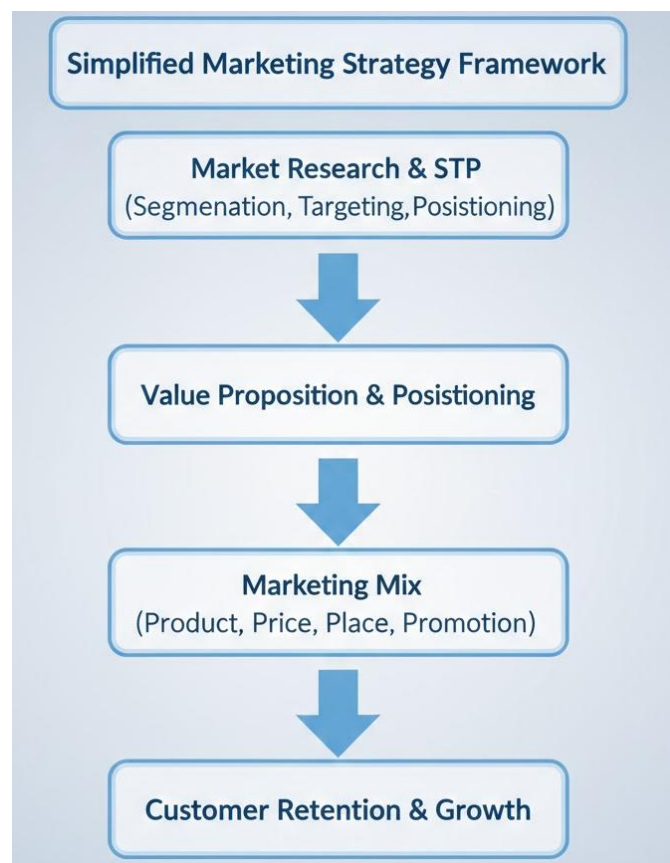 Simplified Marketing Strategy Framework
Market Research & STP
(Segmenation, Targeting, Posistioning)
Value Proposition & Posistioning
Marketing Mix
(Product, Price, Place, Promotion)
Customer Retention & Growth